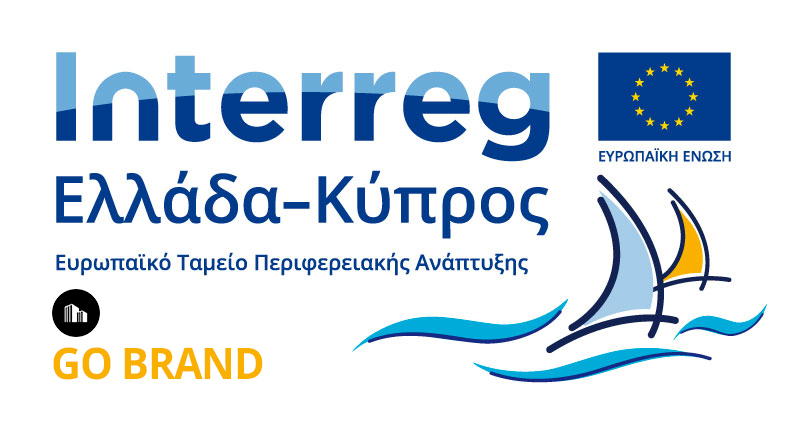 Interreg
ΕΥΡΩΠΑΪΚΗ ΕΝΩΣΗ
Ελλάδα–Κύπρος
Ευρωπαϊκό Ταμείο Περιφερειακής Ανάπτυξης
GO BRAND